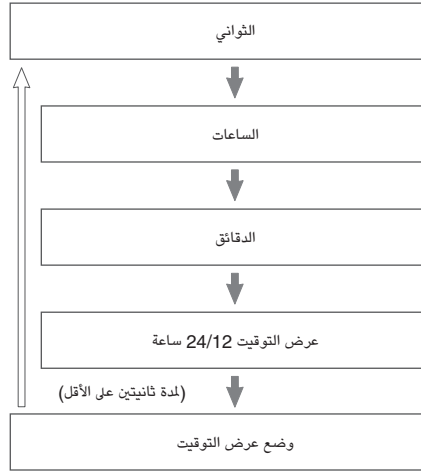 الثواني
الساعات
الدقائق
عرض التوقيت 24/12 ساعة
(لمدة ثانيتين على الأقل)
وضع عرض التوقيت